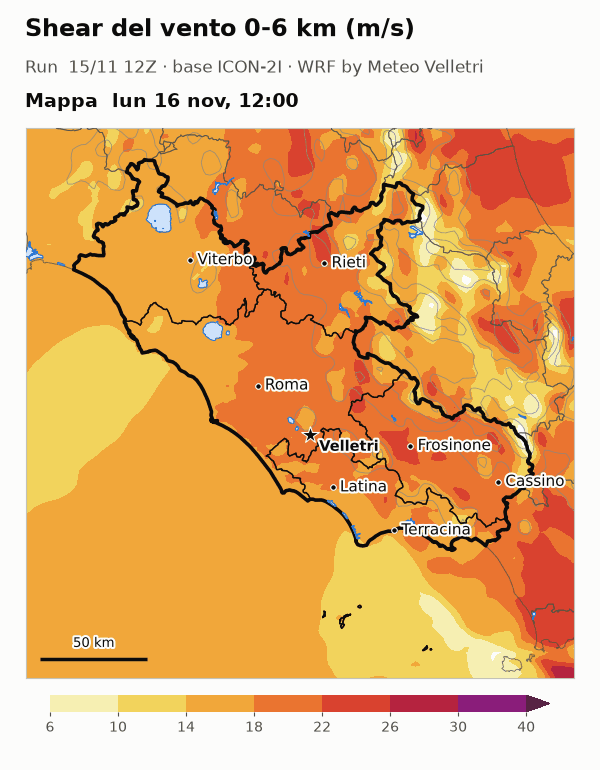 Shear del vento 0-6 km (m/s)
Run 15/11 12Z · base ICON-2I · WRF by Meteo Velletri
Mappa lun 16 nov, 12:00
Viterbo
Rieti
Roma
Velletri
Frosinone
Cassino
Latina
Terracina
50 km
6 10 14 18 22 26 30 40